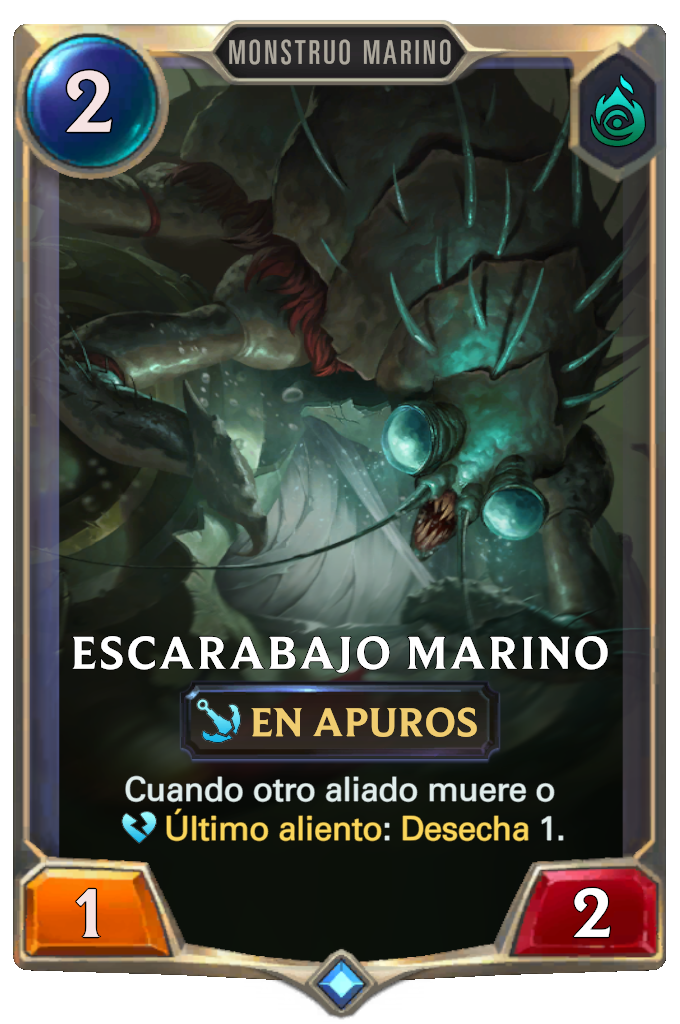 MONSTRUO MARINO
2
ESCARABAJO MARINO
EN APUROS
Cuando otro aliado muere o
Último aliento: Desecha 1.
1
2